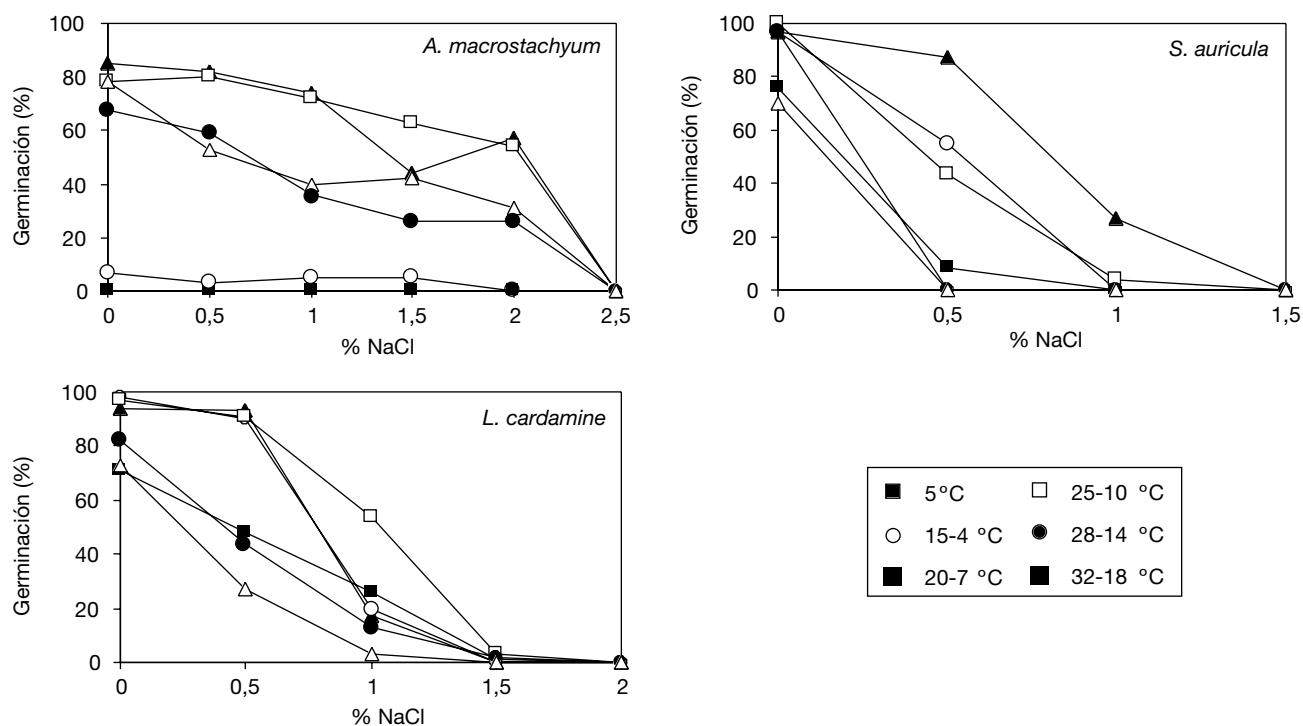 A. macrostachyum
Germinación (%)
100
80
60
40
20
0
0 0,5 1 1,5 2 2,5
% NaCl
S. auricula
Germinación (%)
100
80
60
40
20
0
0 0,5 1 1,5
% NaCl
L. cardamine
Germinación (%)
100
80
60
40
20
0
0 0,5 1 1,5 2
% NaCl
5°C 25-10 °C
15-4 °C 28-14 °C
20-7 °C 32-18 °C